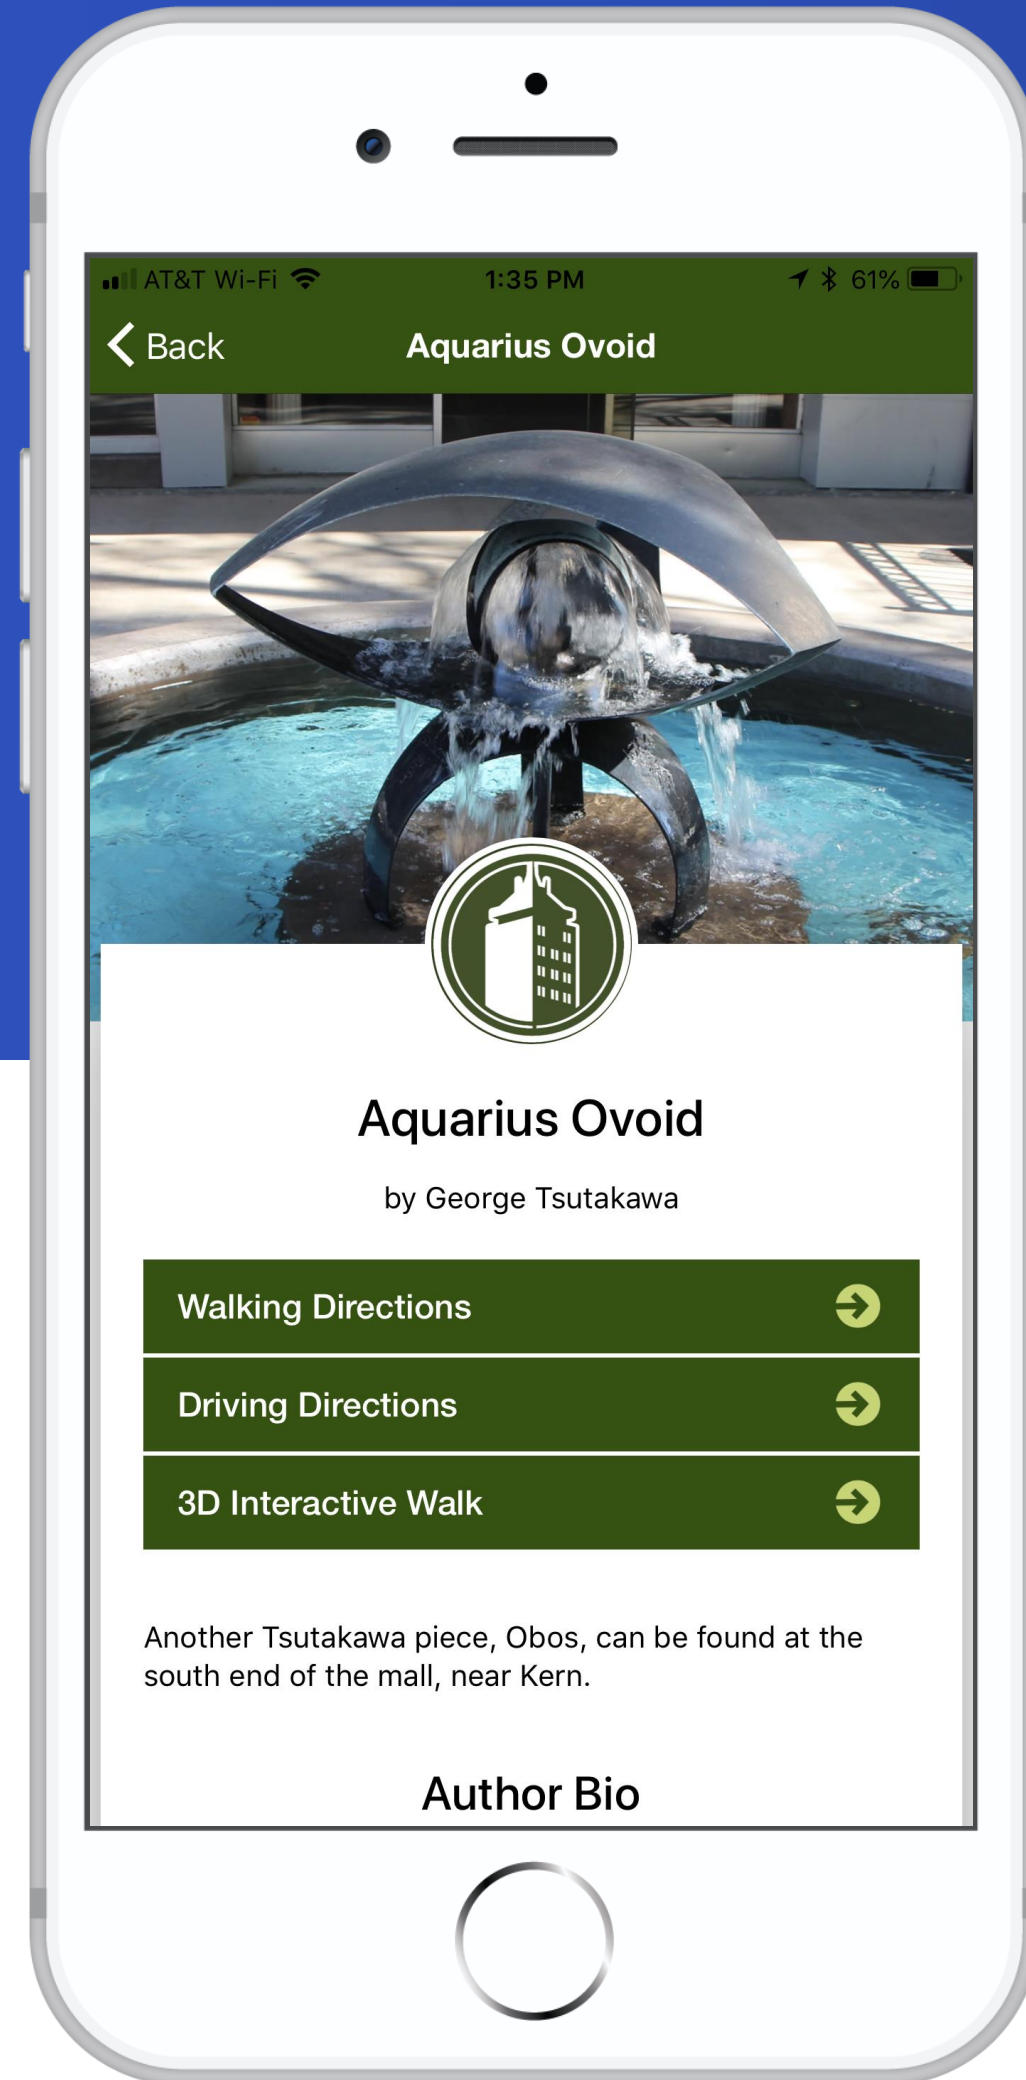 AT&T Wi-Fi 1:35 PM 61%
Back Aquarius Ovoid
Aquarius Ovoid
by George Tsutakawa
Walking Directions
Driving Directions
3D Interactive Walk
Another Tsutakawa piece, Obos, can be found at the
south end of the mall, near Kern.
Author Bio